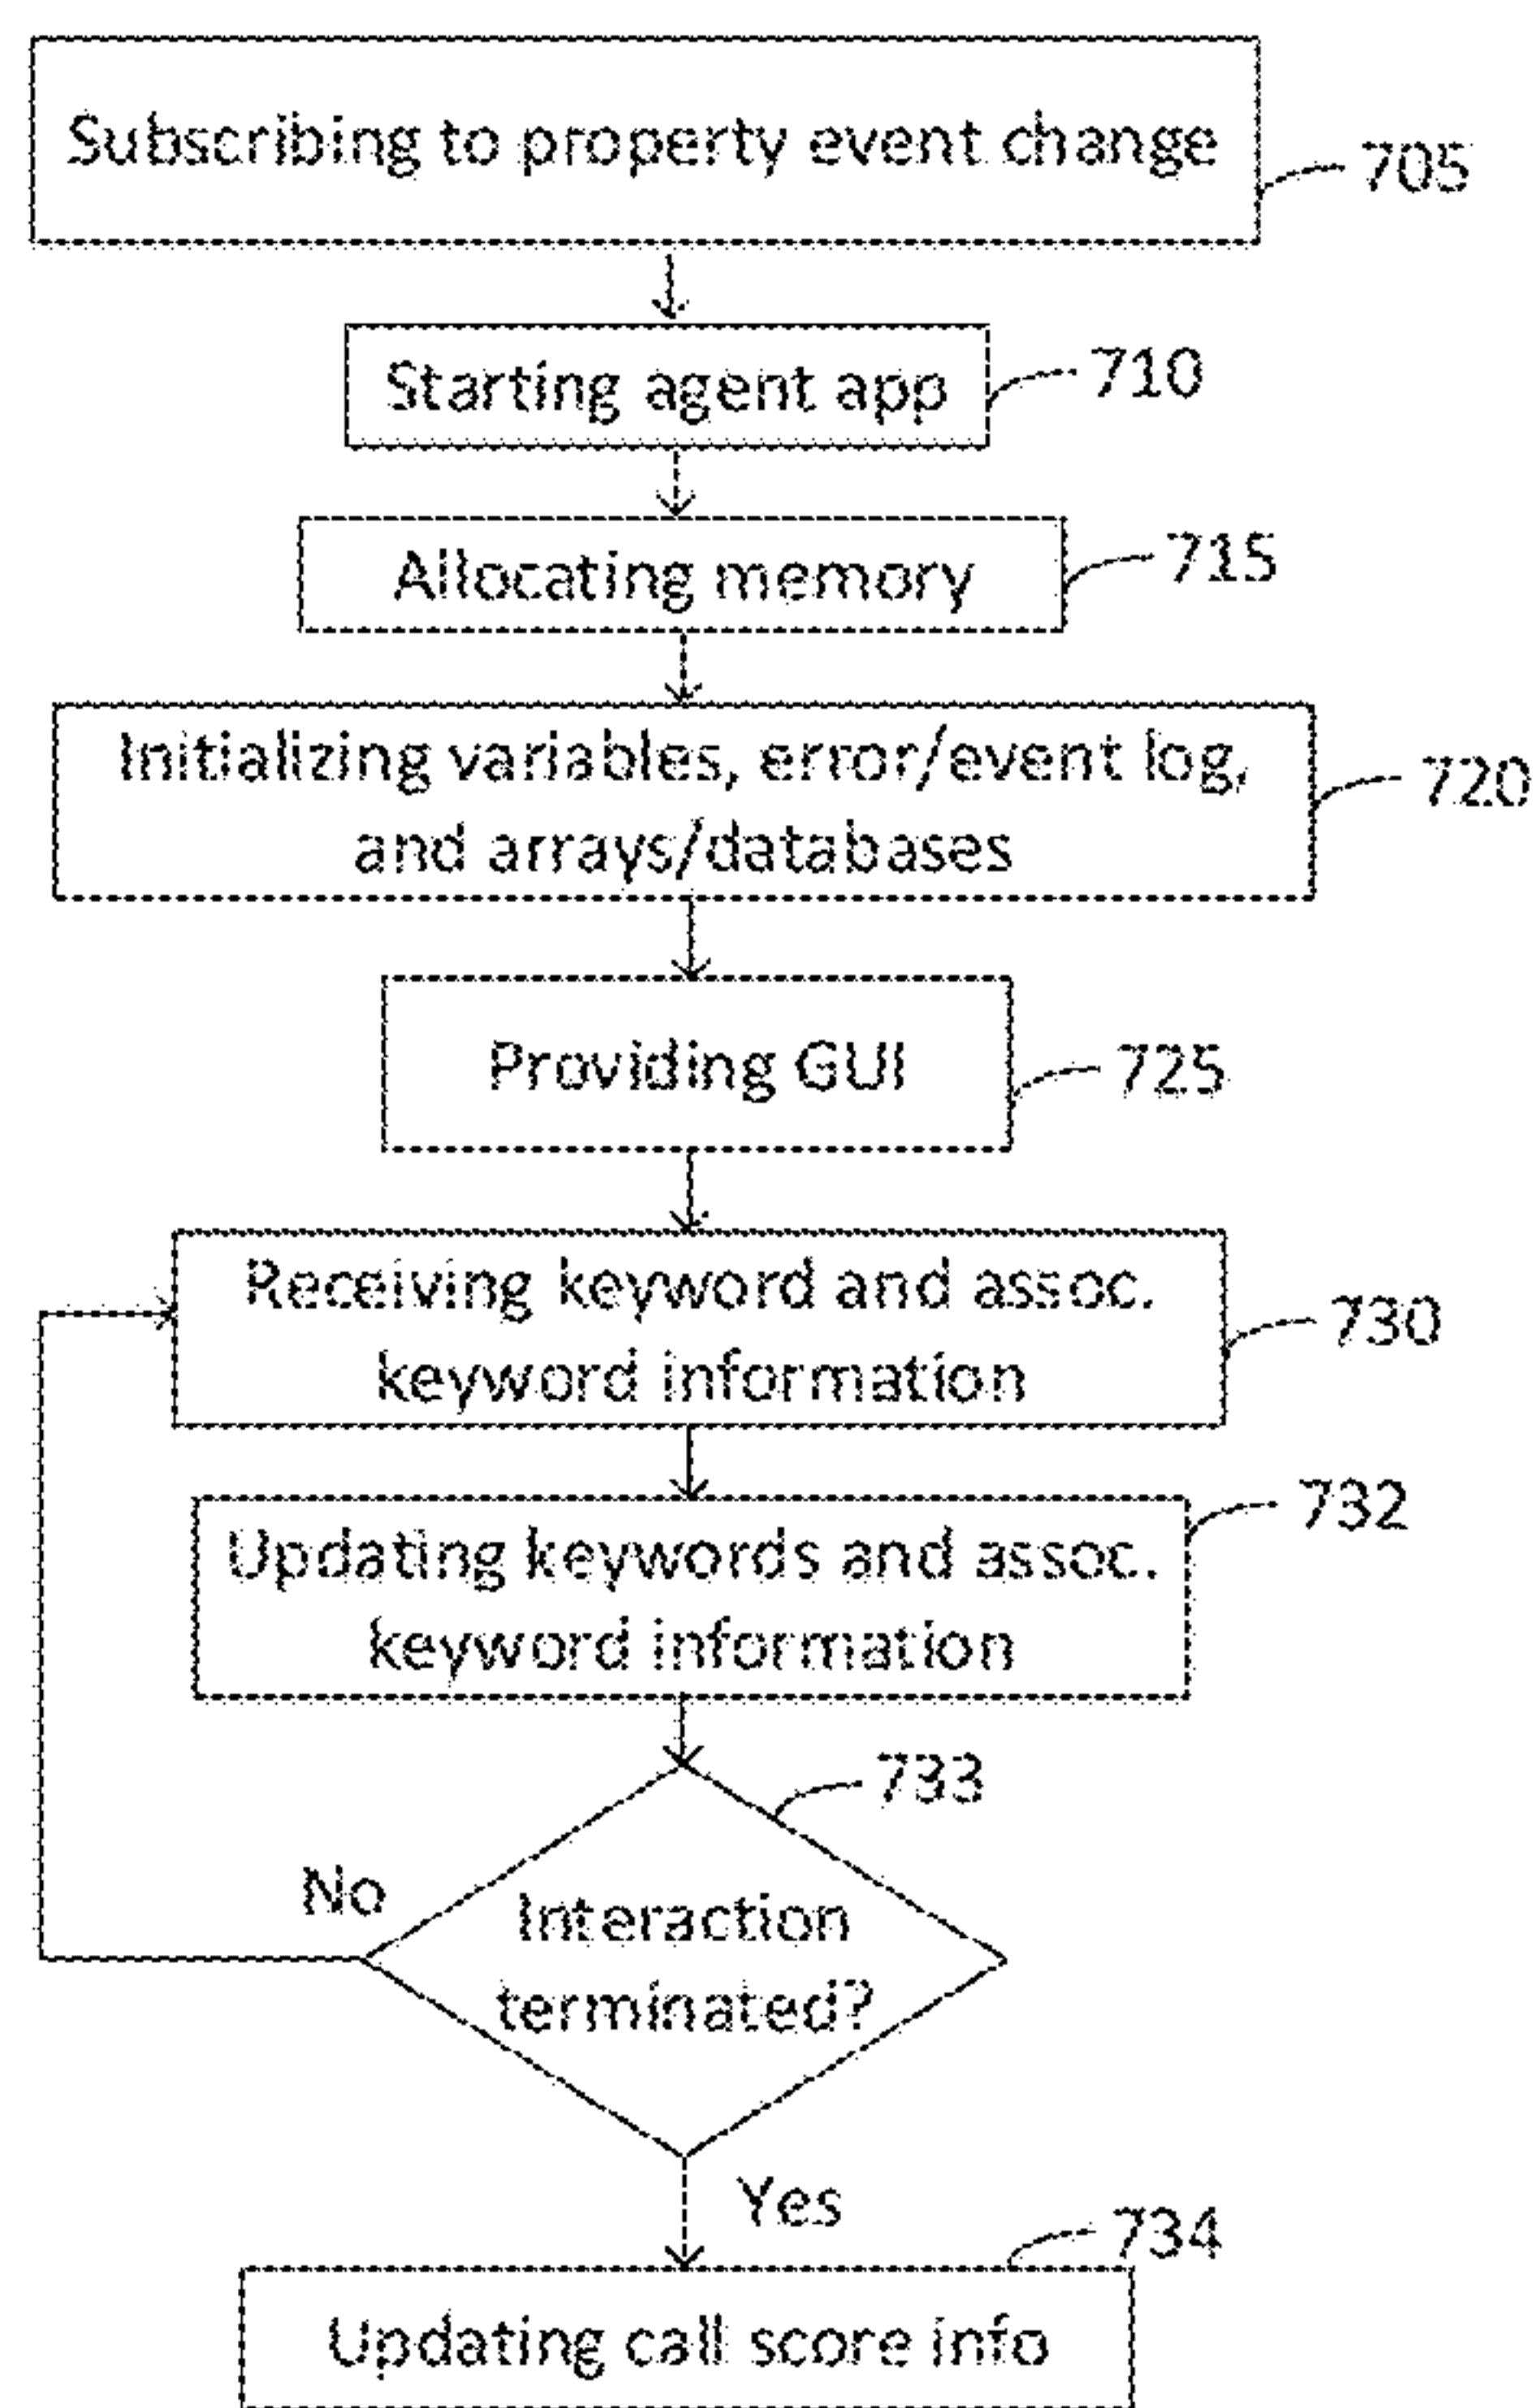 Subscribing to property event change
705
Starting agent app
710
Allocating memory
715
Initializing variables, error/event log,
and arrays/databases
720
Providing GUI
725
Receiving keyword and assoc.
keyword information
730
Updating keywords and assoc.
keyword information
732
733
No
Interaction
terminated?
Yes
734
Updating call score info